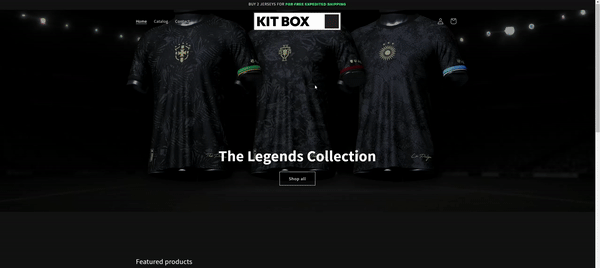 BUY 2 JERSEYS FOR FREE EXPEDITED SHIPPING
Home Catalog Contact
KIT BOX
The Legends Collection
Shop all
Featured products